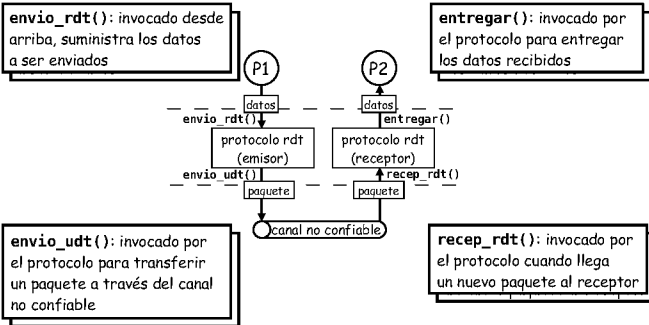 envio_rdt(): invocado desde
arriba, suministra los datos
a ser enviados
entregar(): invocado por
el protocolo para entregar
los datos recibidos
P1
P2
datos
datos
envio_rdt()
entregar()
protocolo rdt
(emisor)
protocolo rdt
(receptor)
envio_udt()
recep_rdt()
paquete
paquete
canal no confiable
envio_udt(): invocado por
el protocolo para transferir
un paquete a través del canal
no confiable
recep_rdt(): invocado por
el protocolo cuando llega
un nuevo paquete al receptor